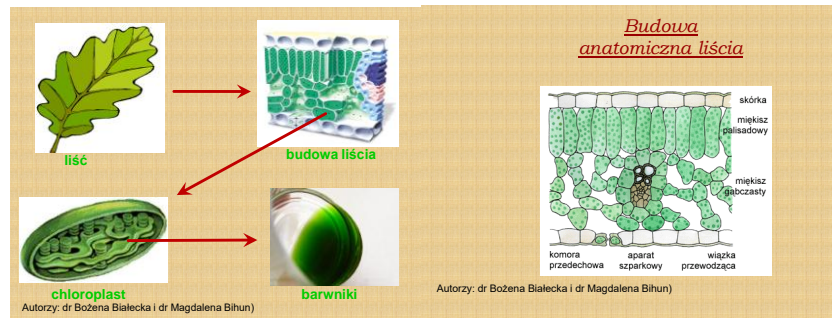 liść
budowa liścia
chloroplast
barwniki
Autorzy: dr Bożena Białecka i dr Magdalena Bihun)
Budowa
anatomiczna liścia
skórka
miękisz
palisadowy
miękisz
gąbczasty
komora
przedechowa
aparat
szparkowy
wiązka
przewodząca
Autorzy: dr Bożena Białecka i dr Magdalena Bihun)